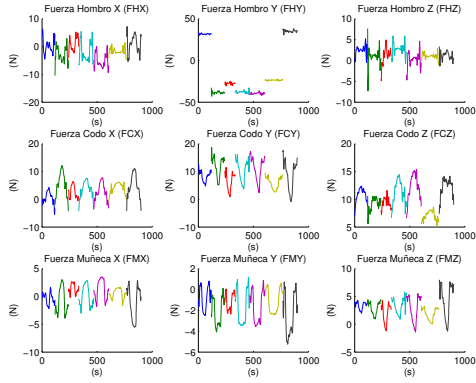 Fuerza Hombro X (FHX)
10
0
-10
-20
(N)
0
500
1000
(s)
Fuerza Hombro Y (FHY)
50
0
-50
(N)
0
500
1000
(s)
Fuerza Hombro Z (FHZ)
10
5
0
-5
-10
(N)
0
500
1000
(s)
Fuerza Codo X (FCX)
20
10
0
-10
(N)
0
500
1000
(s)
Fuerza Codo Y (FCY)
20
10
0
-10
(N)
0
500
1000
(s)
Fuerza Codo Z (FCZ)
20
15
10
5
(N)
0
500
1000
(s)
Fuerza Muñeca X (FMX)
5
0
-5
-10
(N)
0
500
1000
(s)
Fuerza Muñeca Y (FMY)
2
0
-2
-4
-6
(N)
0
500
1000
(s)
Fuerza Muñeca Z (FMZ)
10
5
0
-5
(N)
0
500
1000
(s)